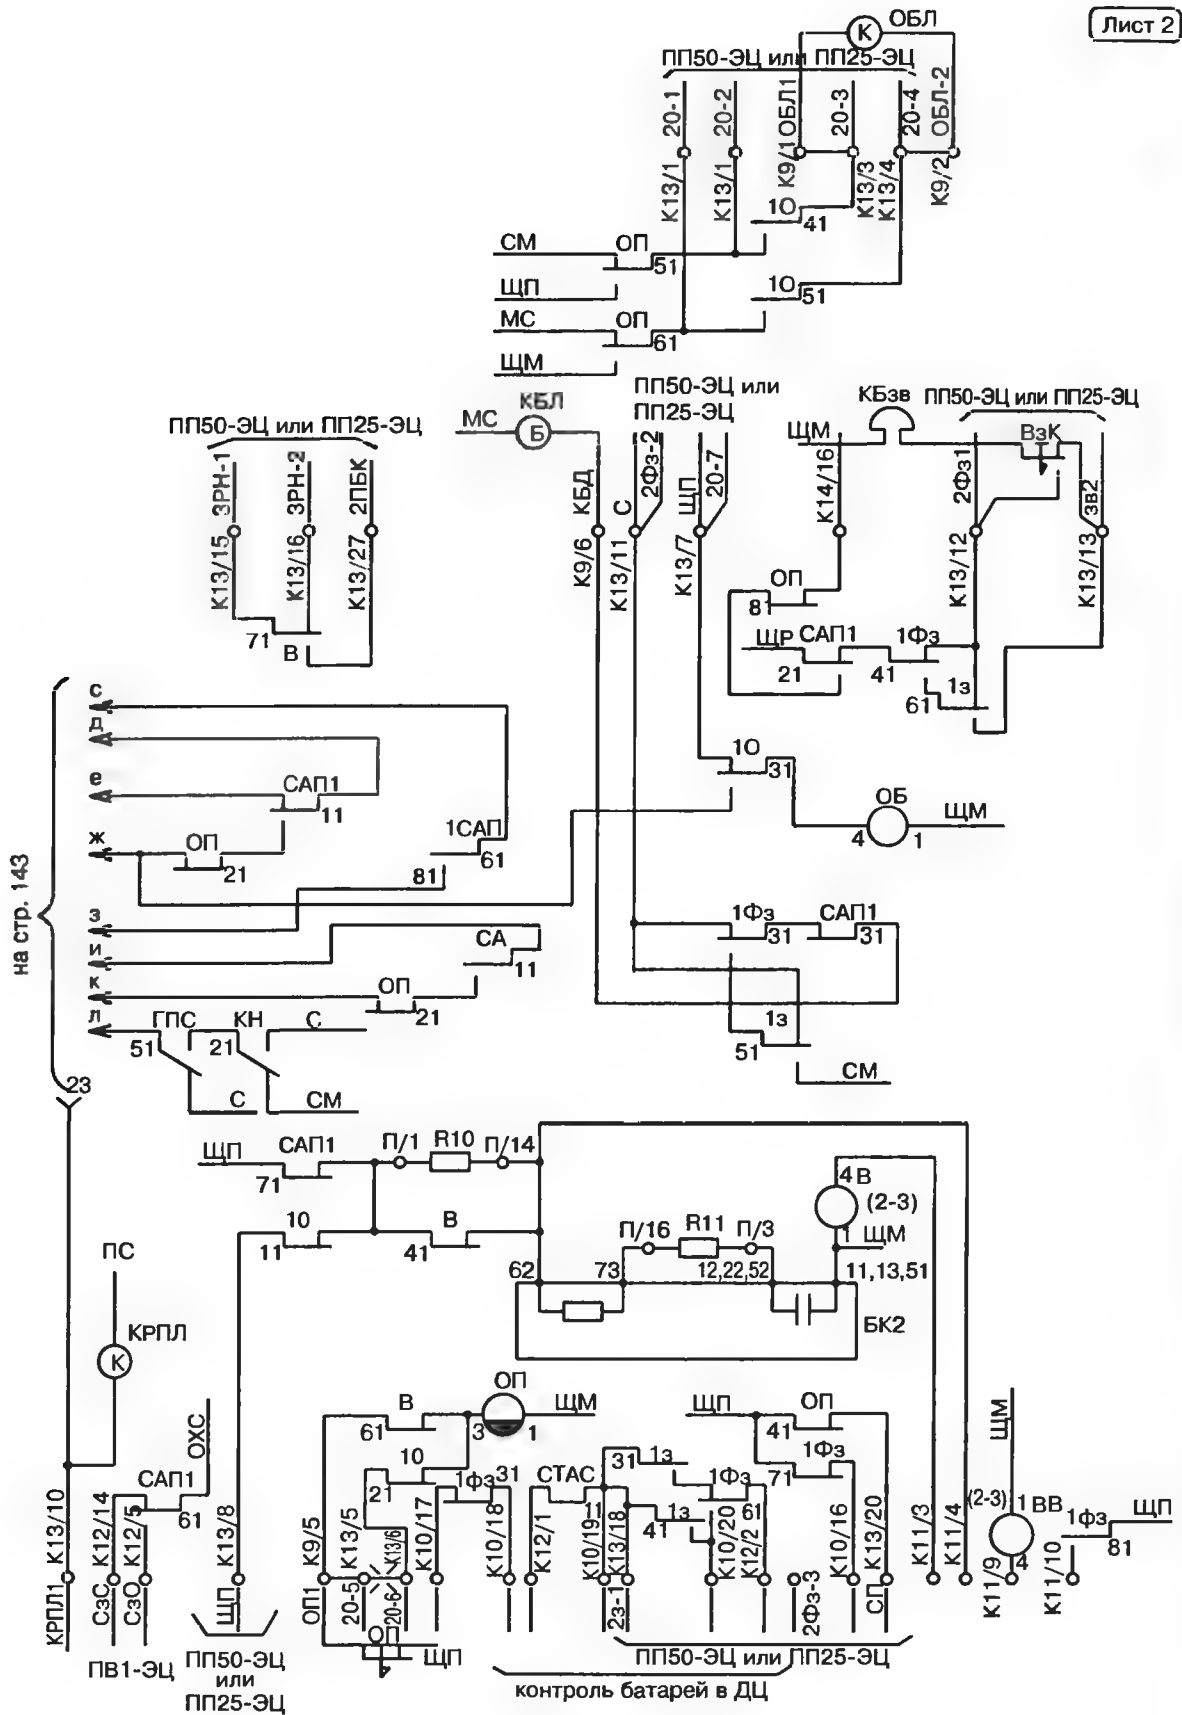 Лист 2
ОБЛ
К
ПП50-ЭЦ или ПП25-ЭЦ
20-1
20-2
ОБЛ1
20-3
20-4
ОБЛ-2
К13/1
К13/1
К9/1
К13/3
К13/4
К9/2
1О
41
СМ
ОП
51
ЩП
1О
51
МС
ОП
61
ЩМ
ПП50-ЭЦ или
ПП25-ЭЦ
КБЛ
МС
Б
КБзв
ПП50-ЭЦ или ПП25-ЭЦ
ПП50-ЭЦ или ПП25-ЭЦ
ЩМ
ВзК
3РН-1
3РН-2
2ПБК
КБД
С
2Фз-2
ЩП
20-7
К14/16
2Фз1
зв2
К13/15
К13/16
К13/27
К9/6
К13/11
К13/7
К13/12
К13/13
71
В
ОП
81
ЩР
САП1
1Фз
21
41
1з
61
с
д
е
САП1
11
1О
31
ОБ
ЩМ
4
1
ж
ОП
21
1САП
61
81
на стр. 143
з
и
СА
11
1Фз
САП1
31
31
к
ОП
21
л
ГПС
КН
С
51
21
1з
51
С
СМ
СМ
23
ЩП
САП1
П/1
R10
П/14
71
4
В
(2-3)
10
В
П/16
R11
П/3
1
ЩМ
11
41
ПС
62
73
12,22,52
11,13,51
БК2
КРПЛ
К
ОП
В
ЩМ
ЩП
ОП
61
3
1
41
ОХС
САП1
61
10
21
1фз
31
СТАС
11
31
1з
1Фз
71
1Фз
41
1з
61
ЩМ
(2-3)
1
ВВ
4
1фз
ЩП
81
К13/10
К12/14
К12/5
К13/8
К9/5
К13/5
К13/6
К10/17
К10/18
К12/1
К10/19
К13/18
К10/20
К12/2
К10/16
К13/20
К11/3
К11/4
К11/9
К11/10
КРПЛ1
СзС
СзО
ЩП
ОП1
20-5
20-6
2з-1
2Фз-3
СП
ОП
ЩП
ПВ1-ЭЦ
ПП50-ЭЦ
или
ПП25-ЭЦ
ПП50-ЭЦ или ПП25-ЭЦ
контроль батарей в ДЦ